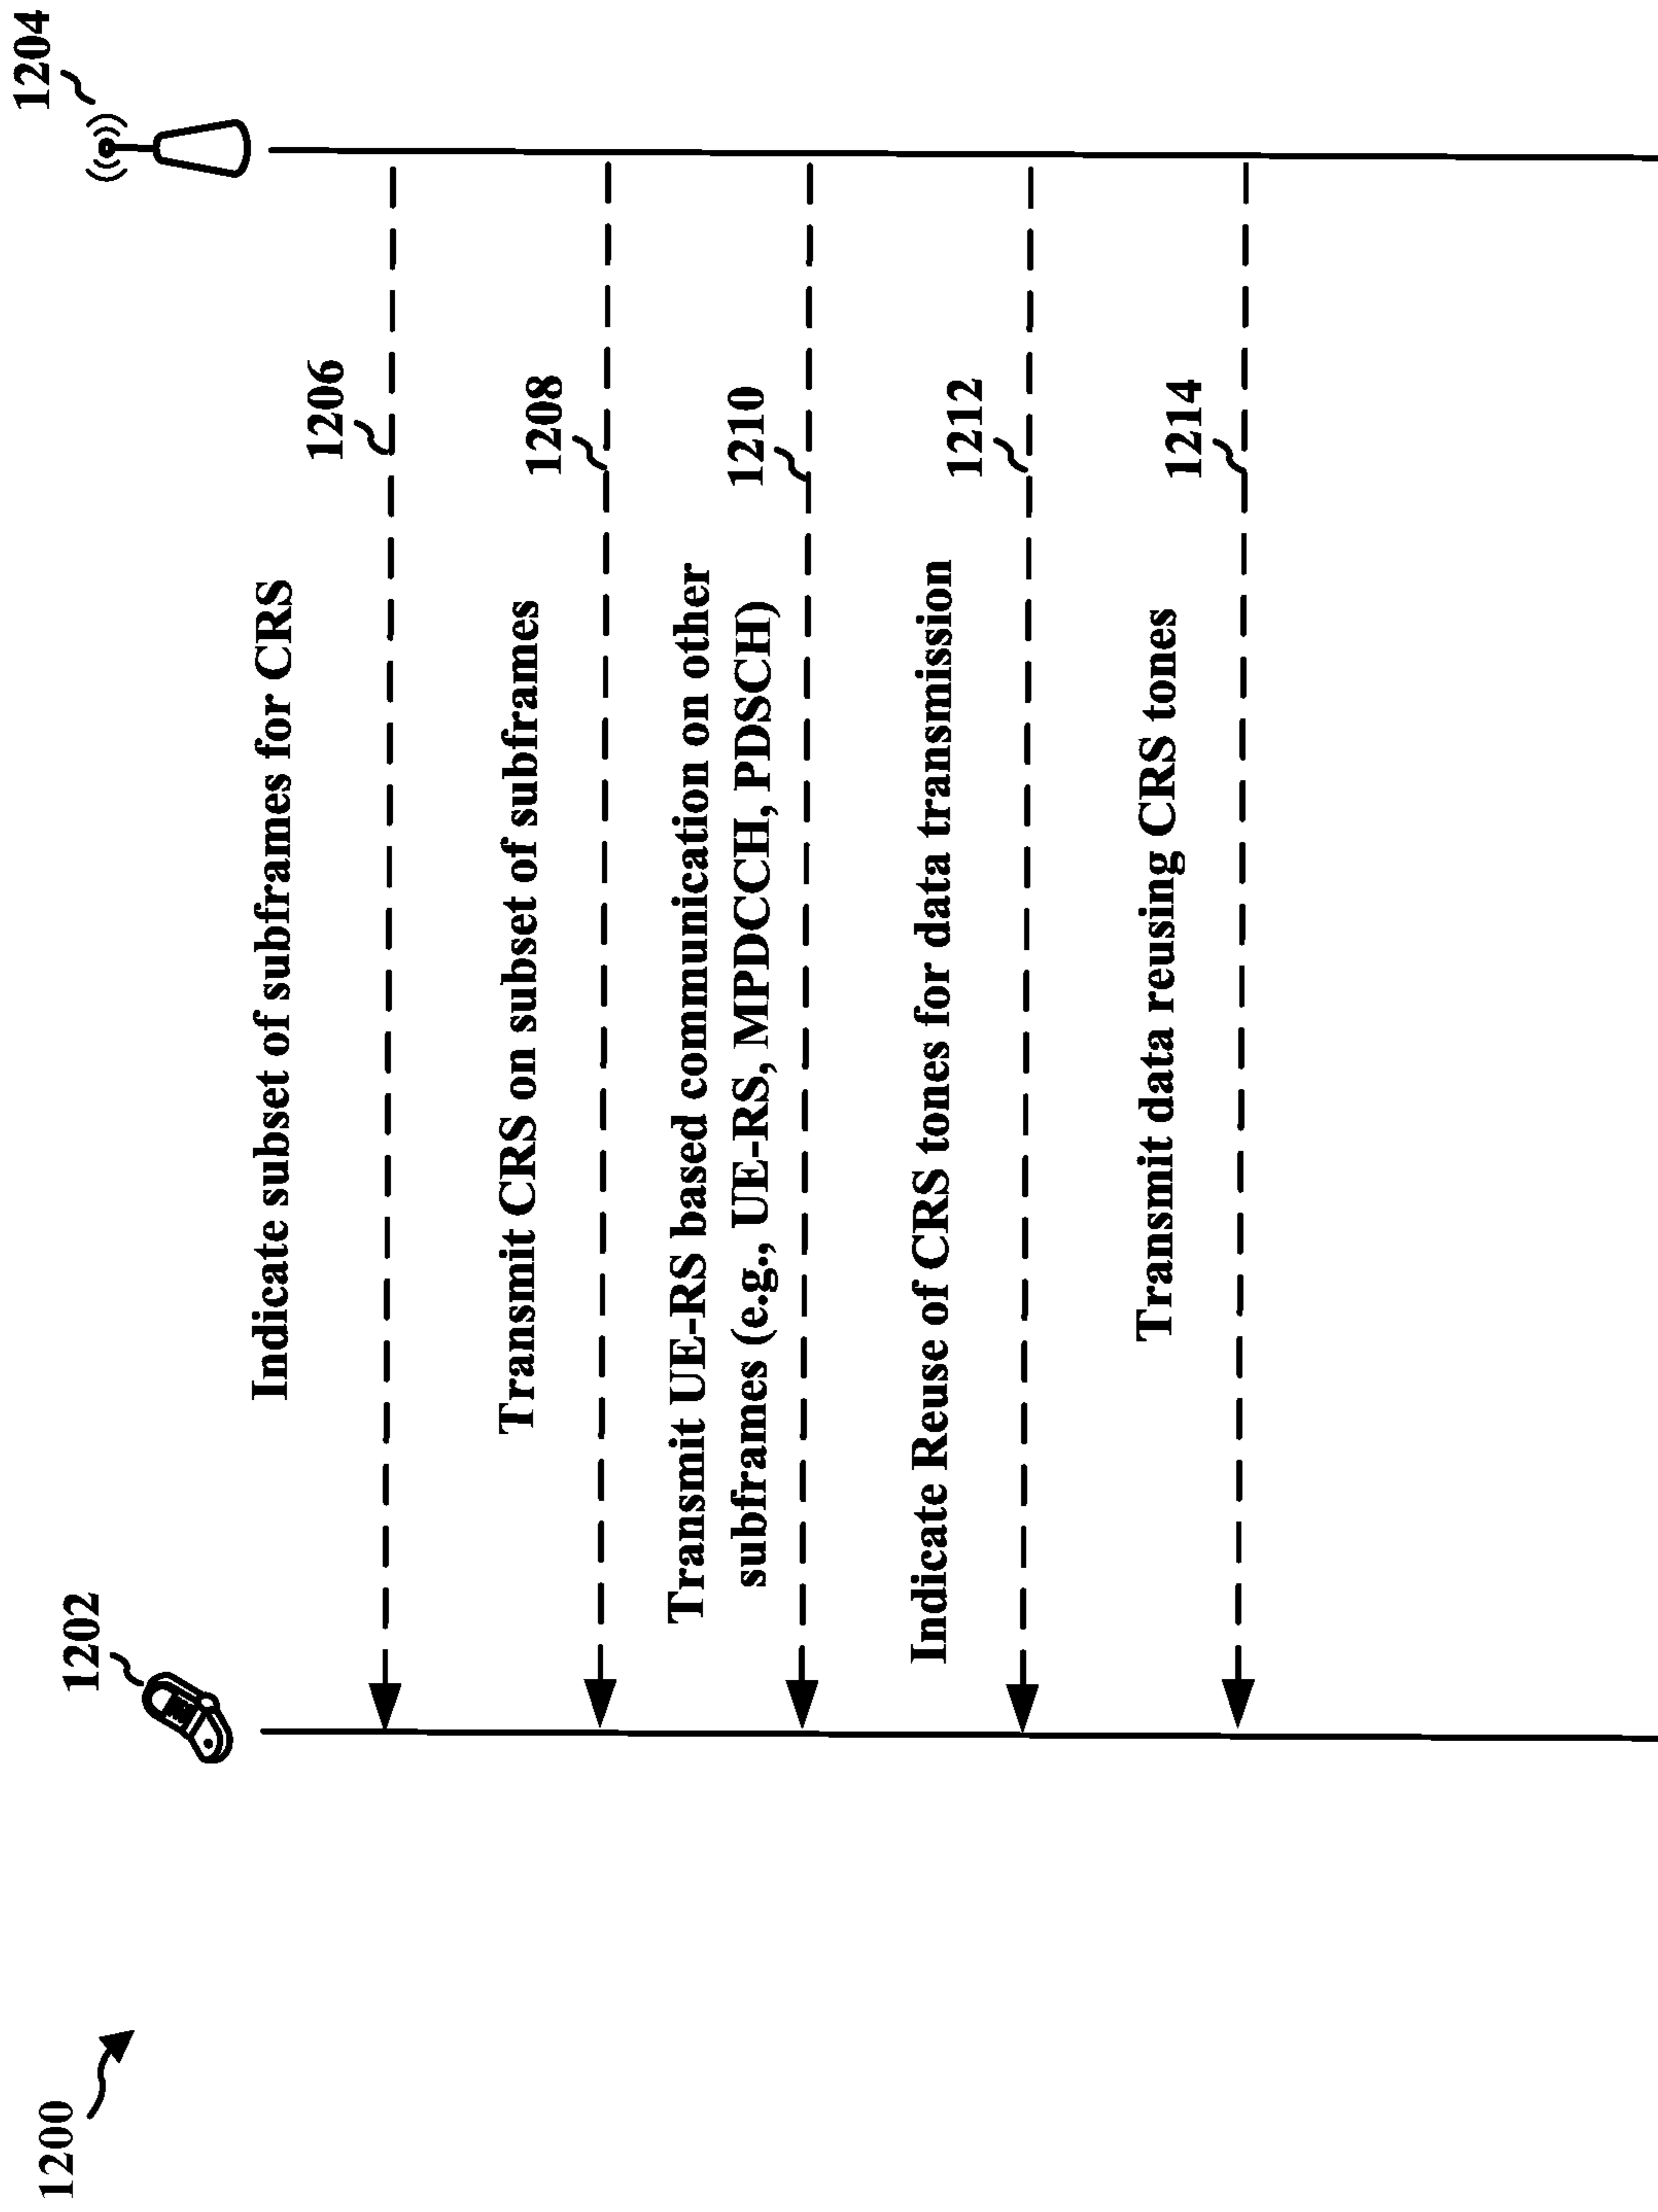 1200
1202
1204
Indicate subset of subframes for CRS
1206
Transmit CRS on subset of subframes
1208
Transmit UE-RS based communication on other
subframes (e.g., UE-RS, MPDCCH, PDSCH)
1210
Indicate Reuse of CRS tones for data transmission
1212
Transmit data reusing CRS tones
1214